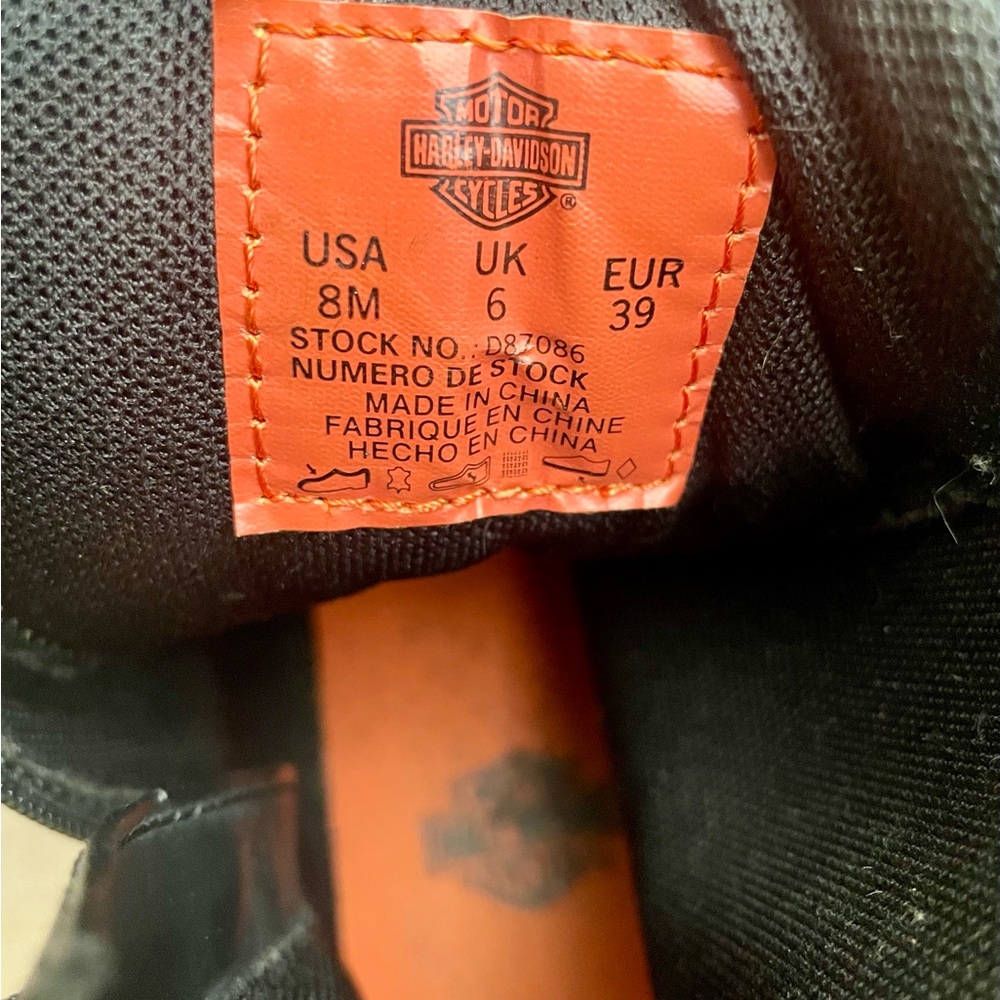 MOTOR
HARLEY-DAVIDSON
CYCLES ®
USA UK EUR
8M 6 39
STOCK NO.: D87086
NUMERO DE STOCK
MADE IN CHINA
FABRIQUE EN CHINE
HECHO EN CHINA